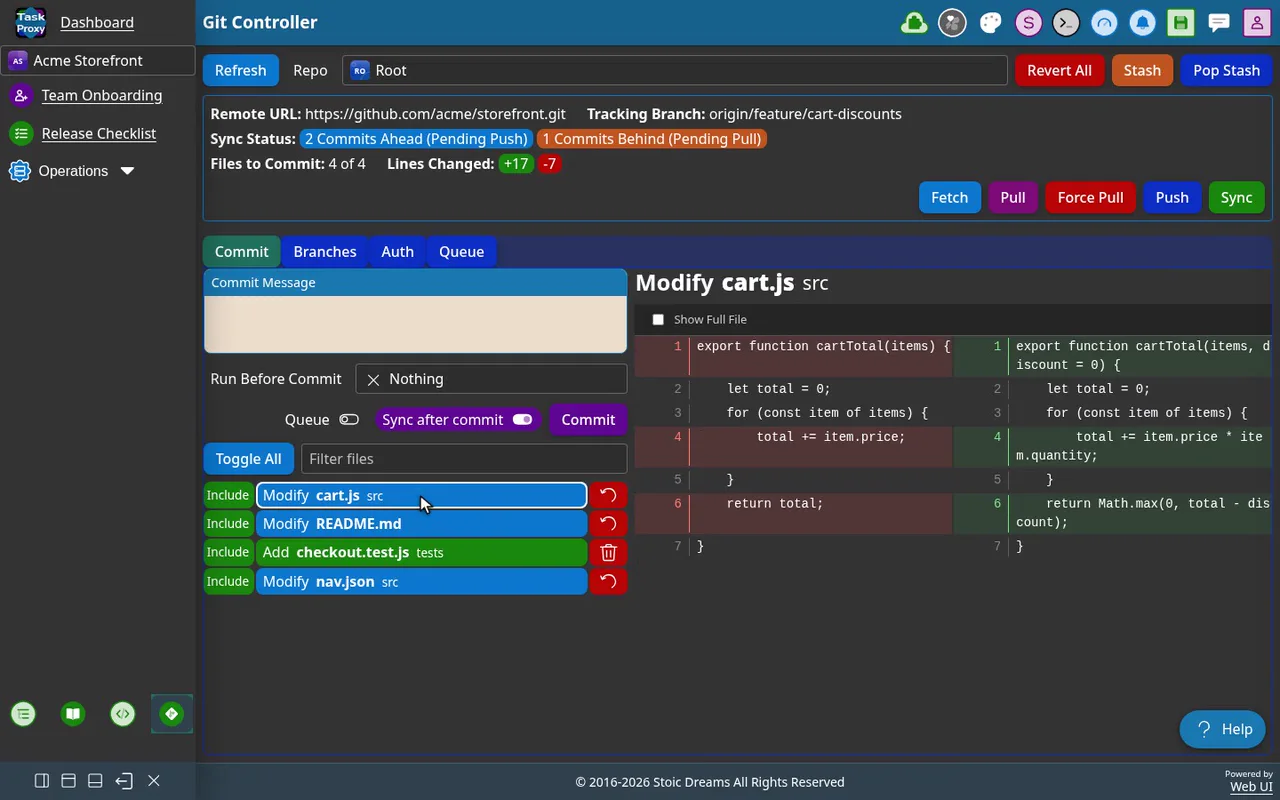 Task Proxy
Dashboard
Git Controller
S
AS
Acme Storefront
Team Onboarding
Release Checklist
Operations
Refresh
Repo
RO
Root
Revert All
Stash
Pop Stash
Remote URL: https://github.com/acme/storefront.git Tracking Branch: origin/feature/cart-discounts
Sync Status: 2 Commits Ahead (Pending Push) 1 Commits Behind (Pending Pull)
Files to Commit: 4 of 4 Lines Changed: +17 -7
Fetch
Pull
Force Pull
Push
Sync
Commit
Branches
Auth
Queue
Commit Message
Run Before Commit
Nothing
Queue
Sync after commit
Commit
Toggle All
Filter files
Include Modify cart.js src
Include Modify README.md
Include Add checkout.test.js tests
Include Modify nav.json src
Modify cart.js src
Show Full File
1 export function cartTotal(items) {
2 let total = 0;
3 for (const item of items) {
4 total += item.price;
5 }
6 return total;
7 }
1 export function cartTotal(items, d
iscount = 0) {
2 let total = 0;
3 for (const item of items) {
4 total += item.price * ite
m.quantity;
5 }
6 return Math.max(0, total - dis
count);
7 }
? Help
© 2016-2026 Stoic Dreams All Rights Reserved
Powered by
Web UI